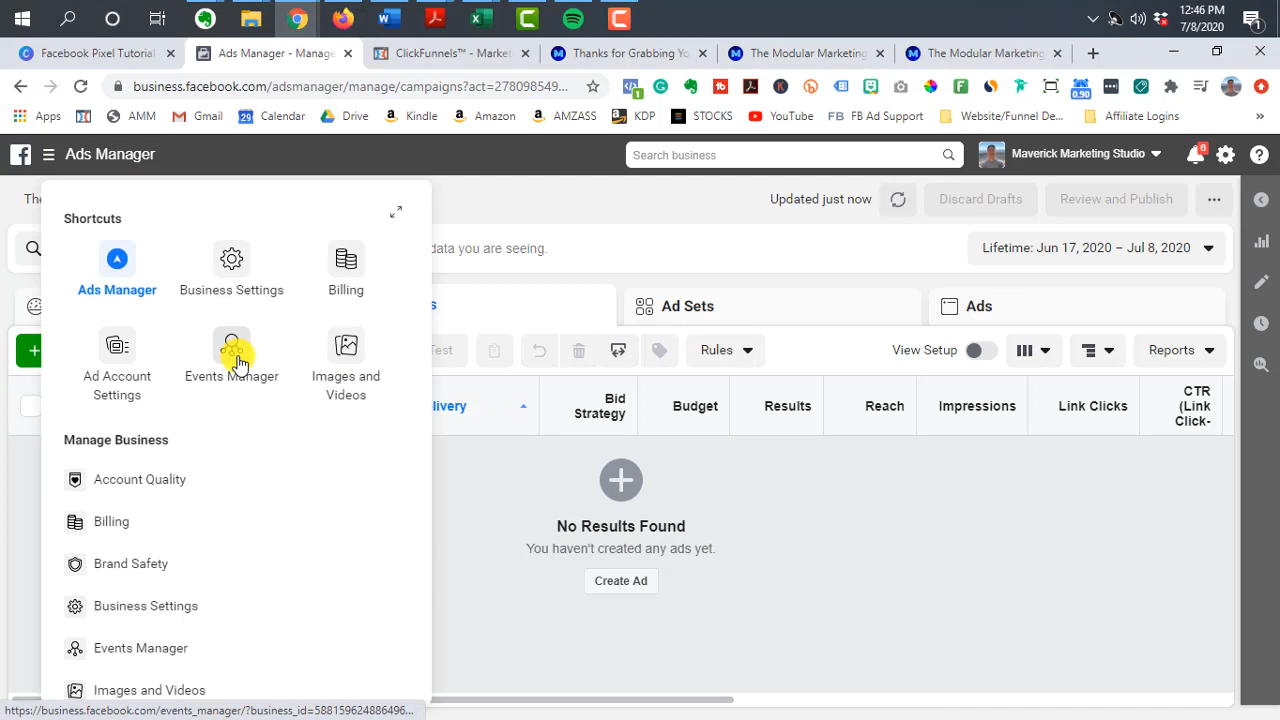 12:46 PM
7/8/2020
Facebook Pixel Tutorial
Ads Manager - Manage
ClickFunnels™ - Market
Thanks for Grabbing Yo
The Modular Marketing
The Modular Marketing
business.facebook.com/adsmanager/manage/campaigns?act=278098549...
1
0.90
Apps
AMM
Gmail
Calendar
Drive
Kindle
Amazon
AMZASS
KDP
STOCKS
YouTube
FB FB Ad Support
Website/Funnel De...
Affiliate Logins
Ads Manager
Search business
Maverick Marketing Studio
6
The
Updated just now
Discard Drafts
Review and Publish
data you are seeing.
Lifetime: Jun 17, 2020 – Jul 8, 2020
Shortcuts
Ads Manager
Business Settings
Billing
Ad Account
Settings
Events Manager
Images and
Videos
Manage Business
Account Quality
Billing
Brand Safety
Business Settings
Events Manager
Images and Videos
Ad Sets
Ads
Test
Rules
View Setup
Reports
Bid
Strategy
Budget
Results
Reach
Impressions
Link Clicks
CTR
(Link
Click-
No Results Found
You haven't created any ads yet.
Create Ad
https://business.facebook.com/events_manager/?business_id=588159624886496...